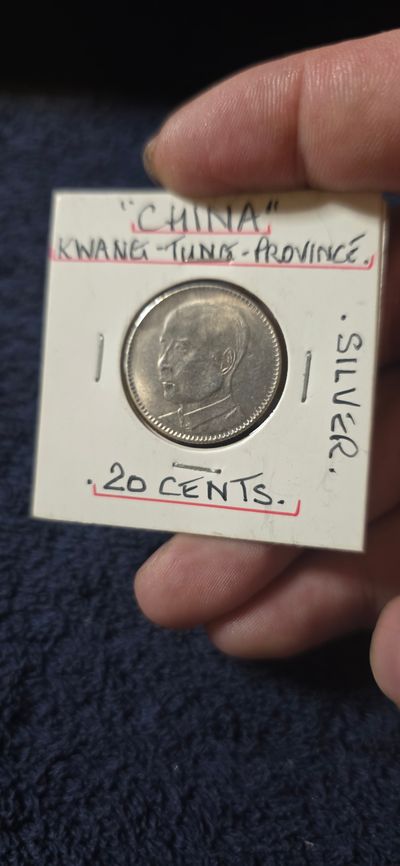 "CHINA"
KWANG-TUNG-PROVINCE.
.SILVER.
.20 CENTS.